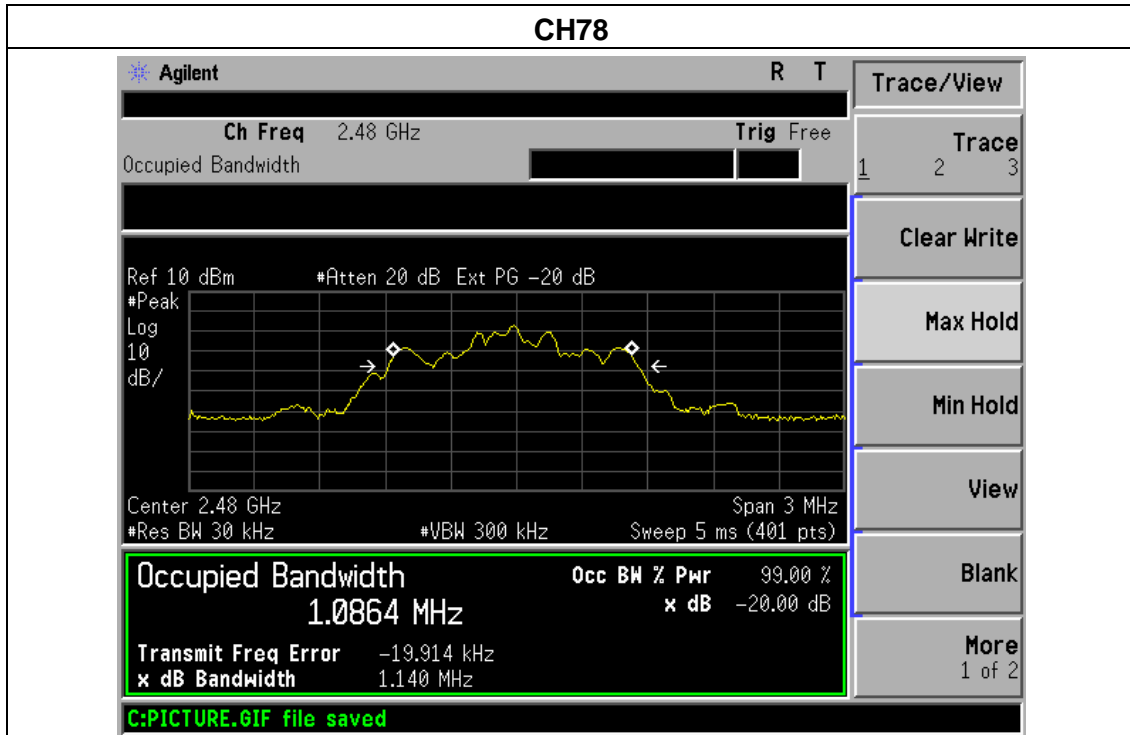 CH78
Agilent R T
Trace/View
Ch Freq 2.48 GHz Trig Free
Occupied Bandwidth
Trace
1 2 3
Clear Write
Ref 10 dBm #Atten 20 dB Ext PG -20 dB
#Peak
Log
10
dB/
Max Hold
Min Hold
View
Center 2.48 GHz Span 3 MHz
#Res BW 30 kHz #VBW 300 kHz Sweep 5 ms (401 pts)
Occupied Bandwidth Occ BW % Pwr 99.00 %
1.0864 MHz x dB -20.00 dB
Blank
Transmit Freq Error -19.914 kHz
x dB Bandwidth 1.140 MHz
More
1 of 2
C:PICTURE.GIF file saved